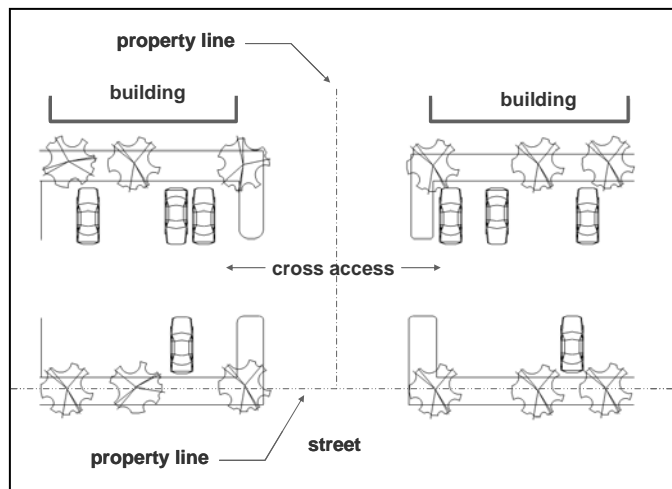 property line
building
building
cross access
street
property line